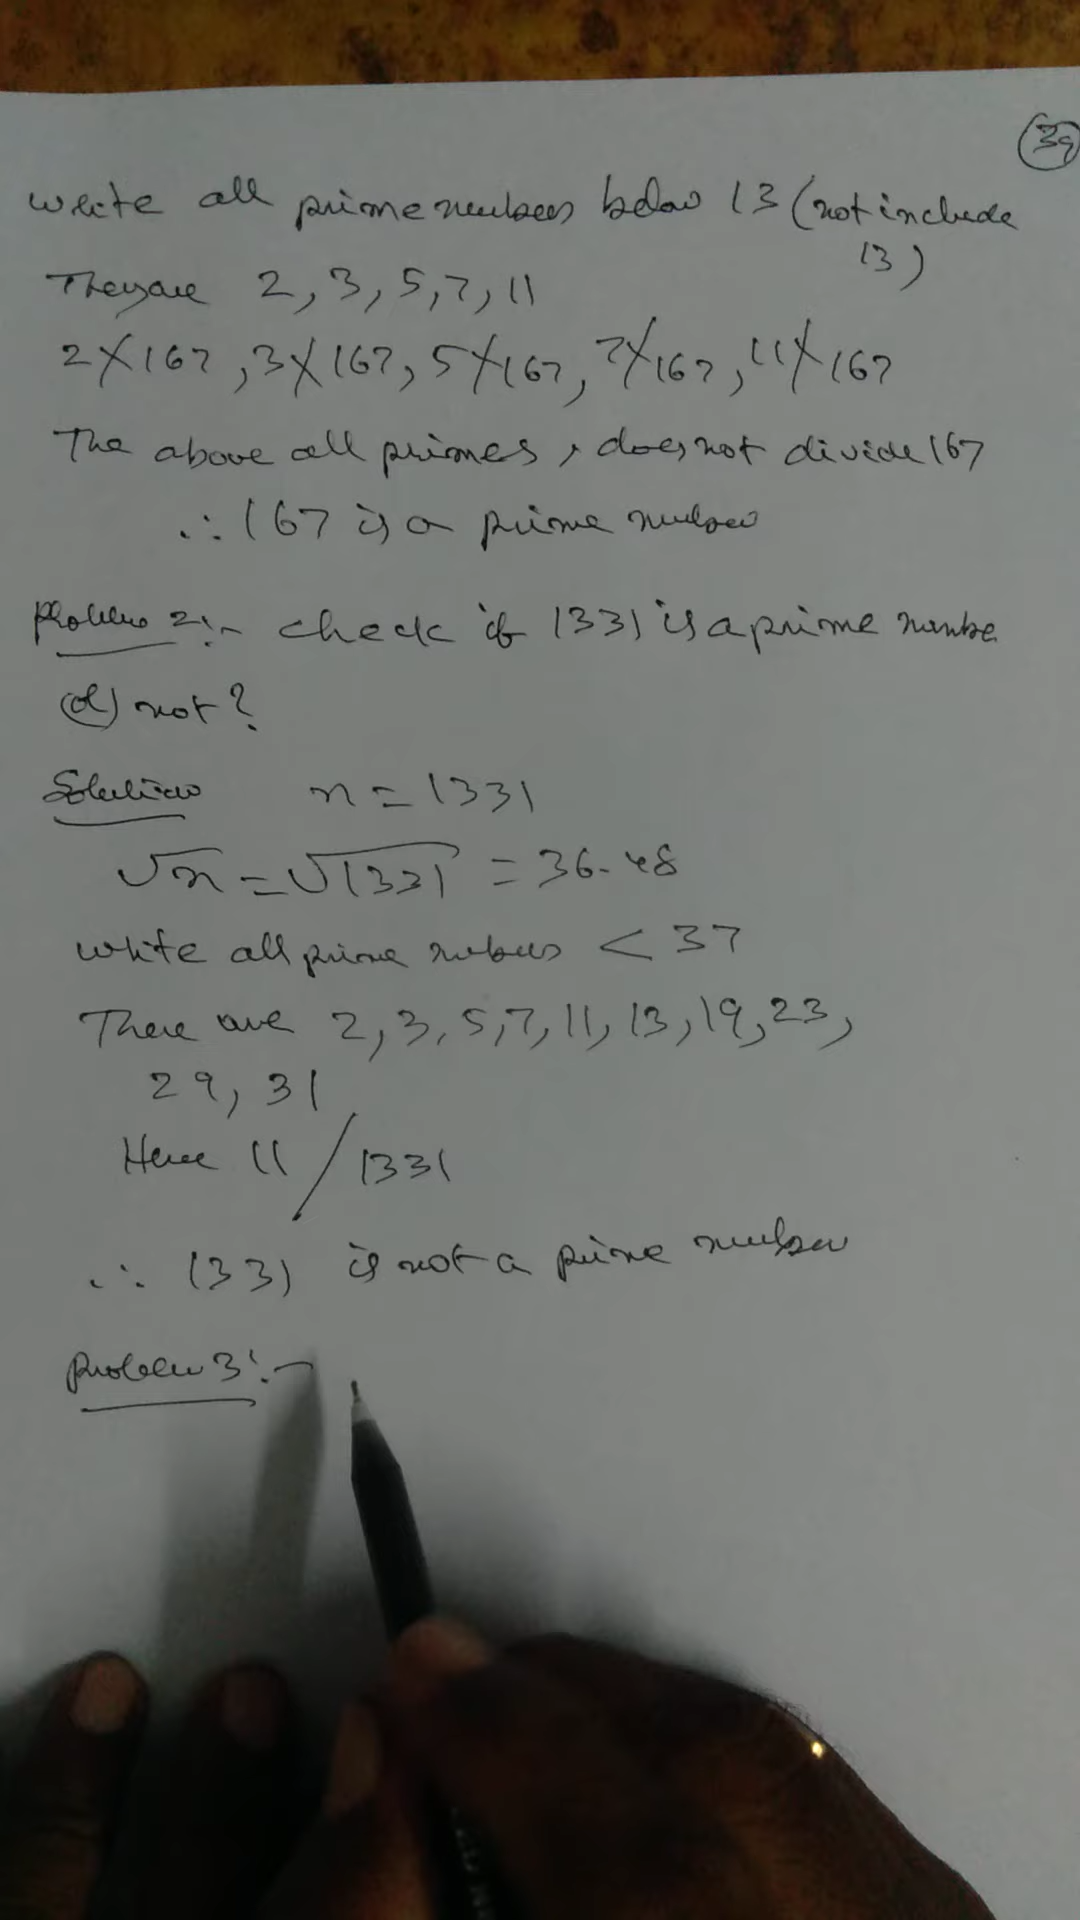 39
write all prime numbers below 13 (not include
13)
They are 2, 3, 5, 7, 11
2∤167, 3∤167, 5∤167, 7∤167, 11∤167
The above all primes, does not divide 167
∴ 167 is a prime number
Problem 2:- check if 1331 is a prime numbe
(or) not?
Solution n = 1331
√n = √1331 = 36.48
write all prime numbers < 37
There are 2, 3, 5, 7, 11, 13, 19, 23,
29, 31
Here 11 / 1331
∴ 1331 is not a prime number
Problem 3:-